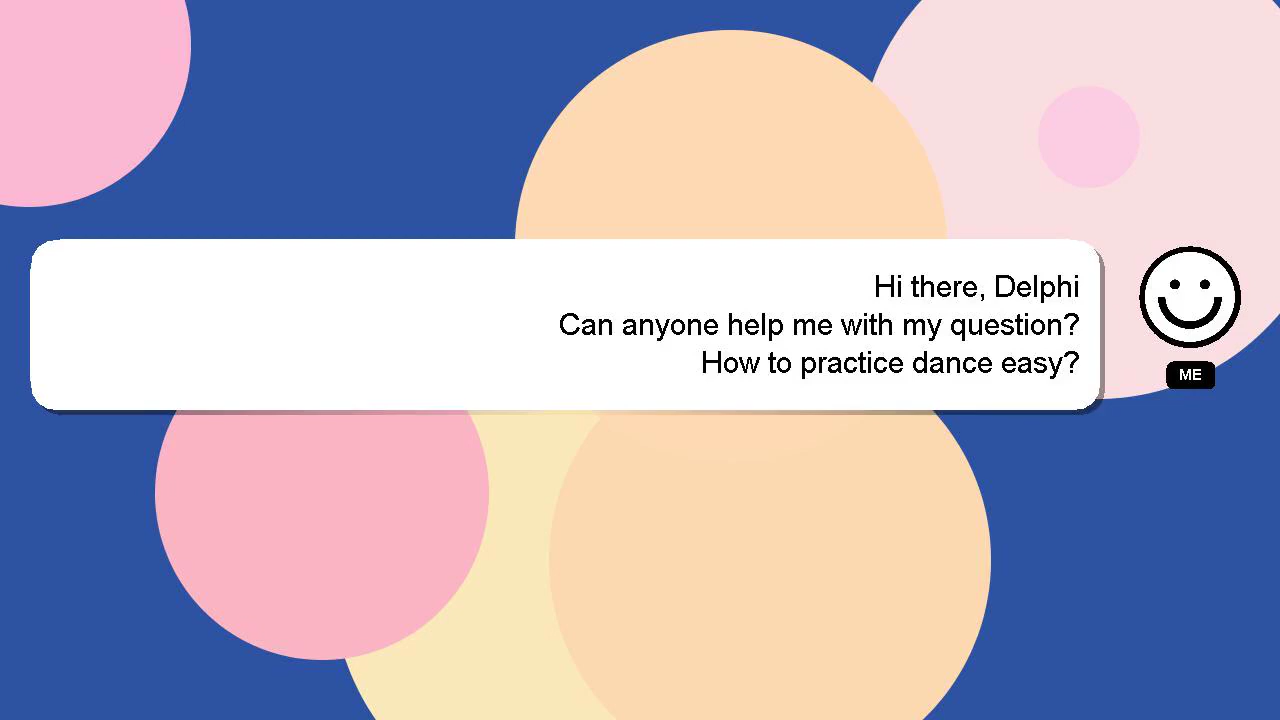 Hi there, Delphi
Can anyone help me with my question?
How to practice dance easy?
ME